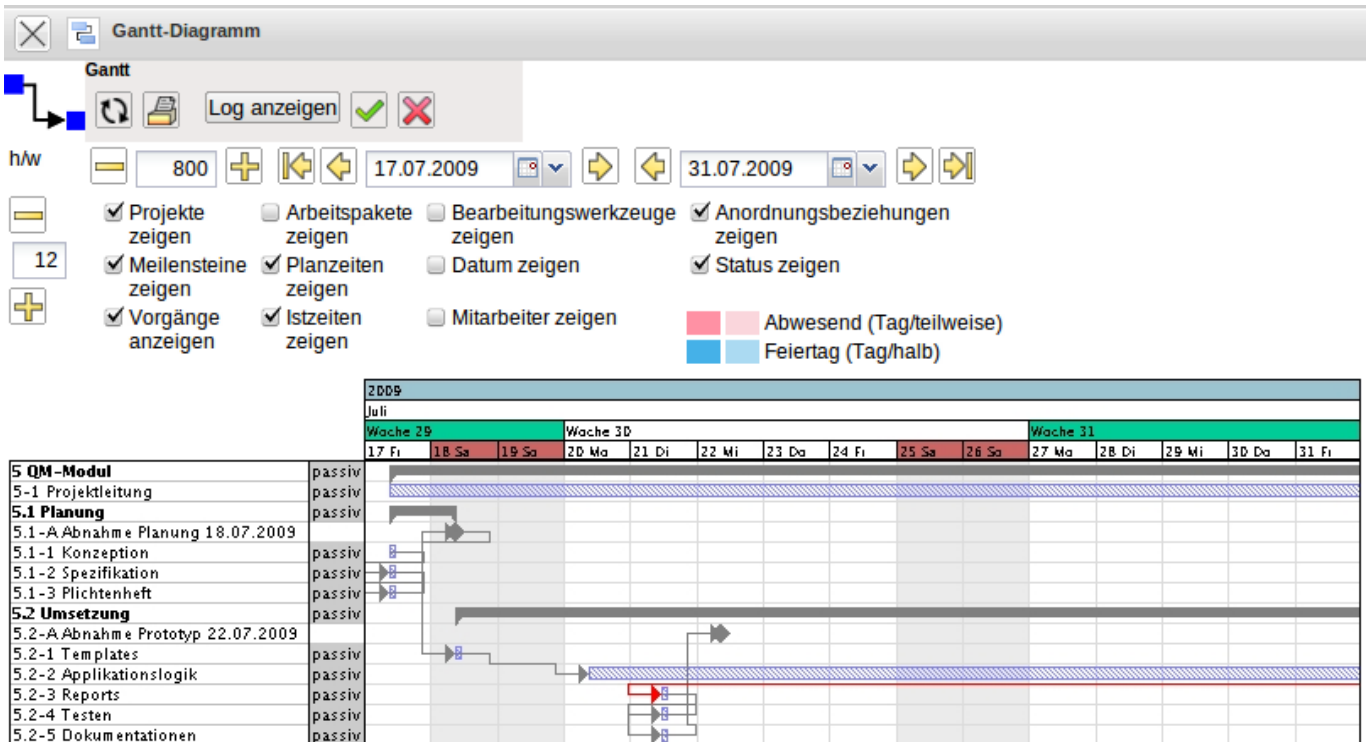 Gantt-Diagramm
Gantt
Log anzeigen
h/w
800
17.07.2009
31.07.2009
12
Projekte zeigen
Arbeitspakete zeigen
Bearbeitungswerkzeuge zeigen
Anordnungsbeziehungen zeigen
Meilensteine zeigen
Planzeiten zeigen
Datum zeigen
Status zeigen
Vorgänge anzeigen
Istzeiten zeigen
Mitarbeiter zeigen
Abwesend (Tag/teilweise)
Feiertag (Tag/halb)
2009
Juli
Woche 29 Woche 30 Woche 31
17 Fr 18 Sa 19 So 20 Mo 21 Di 22 Mi 23 Do 24 Fr 25 Sa 26 So 27 Mo 28 Di 29 Mi 30 Do 31 Fr
5 QM-Modul passiv
5-1 Projektleitung passiv
5.1 Planung passiv
5.1-A Abnahme Planung 18.07.2009
5.1-1 Konzeption passiv
5.1-2 Spezifikation passiv
5.1-3 Plichtenheft passiv
5.2 Umsetzung passiv
5.2-A Abnahme Prototyp 22.07.2009
5.2-1 Templates passiv
5.2-2 Applikationslogik passiv
5.2-3 Reports passiv
5.2-4 Testen passiv
5.2-5 Dokumentationen passiv